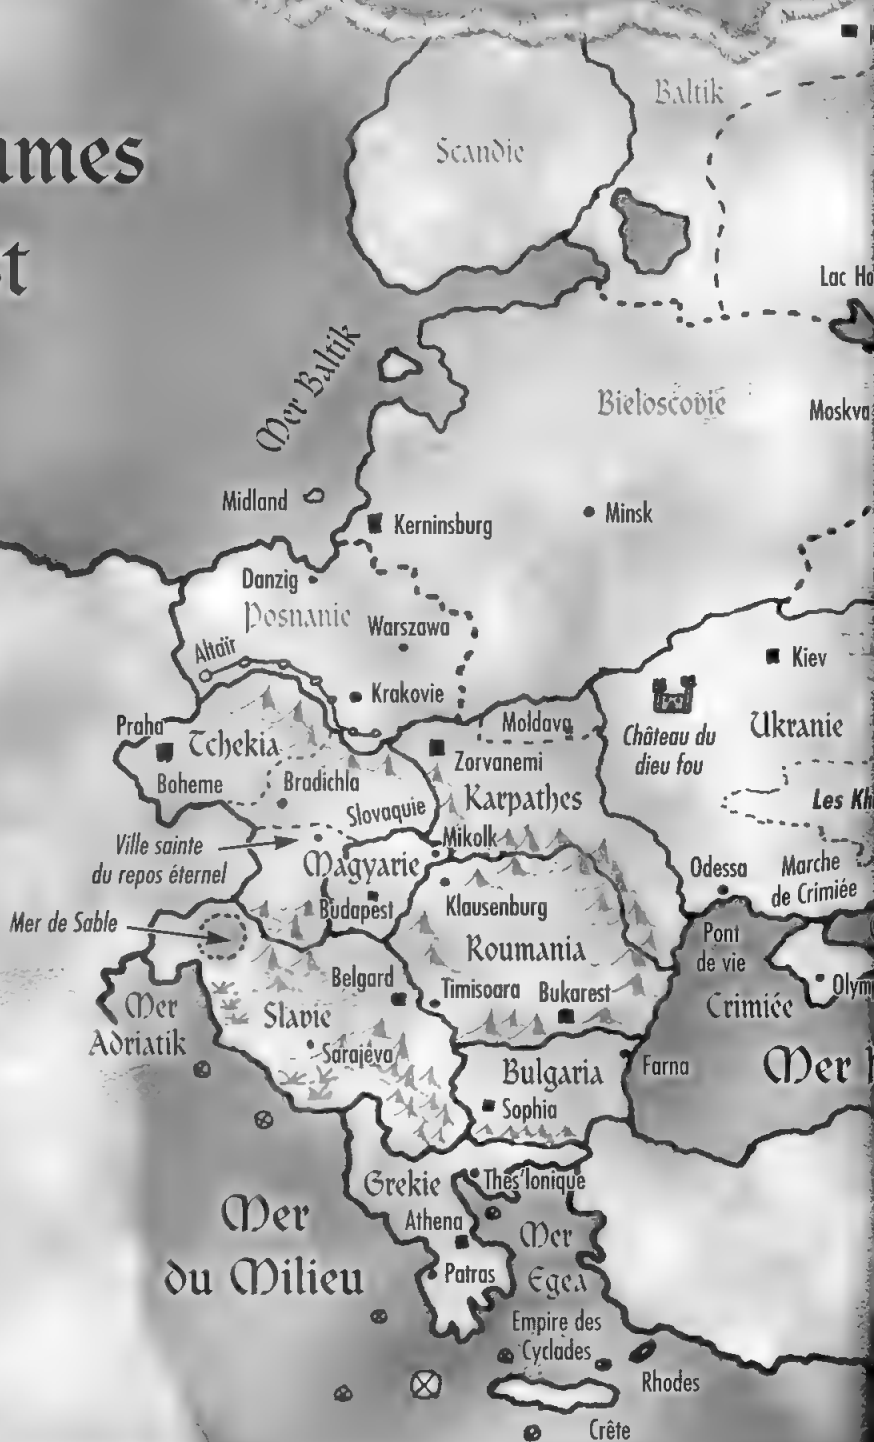 Baltik
umes
Scandie
st
Lac Ho
Mer Baltik
Bieloscovie
Moskva
Midland
Kerninsburg
Minsk
Danzig
Posnanie
Warszawa
Altaïr
Kiev
Krakovie
Praha
Moldava
Ukranie
Tchekia
Château du
dieu fou
Zorvanemi
Boheme
Bradichla
Karpathes
Les Kh
Slovaquie
Ville sainte
du repos éternel
Mikolk
Magyarie
Odessa
Marche
de Crimiée
Budapest
Klausenburg
Mer de Sable
Roumania
Pont
de vie
Belgard
Timisoara
Bukarest
Olym
Mer
Adriatik
Slavie
Crimiée
Sarajéva
Bulgaria
Farna
Mer
Sophia
Grekie
Thes'lonique
Mer
du Milieu
Athena
Mer
Egea
Patras
Empire des
Cyclades
Rhodes
Crête